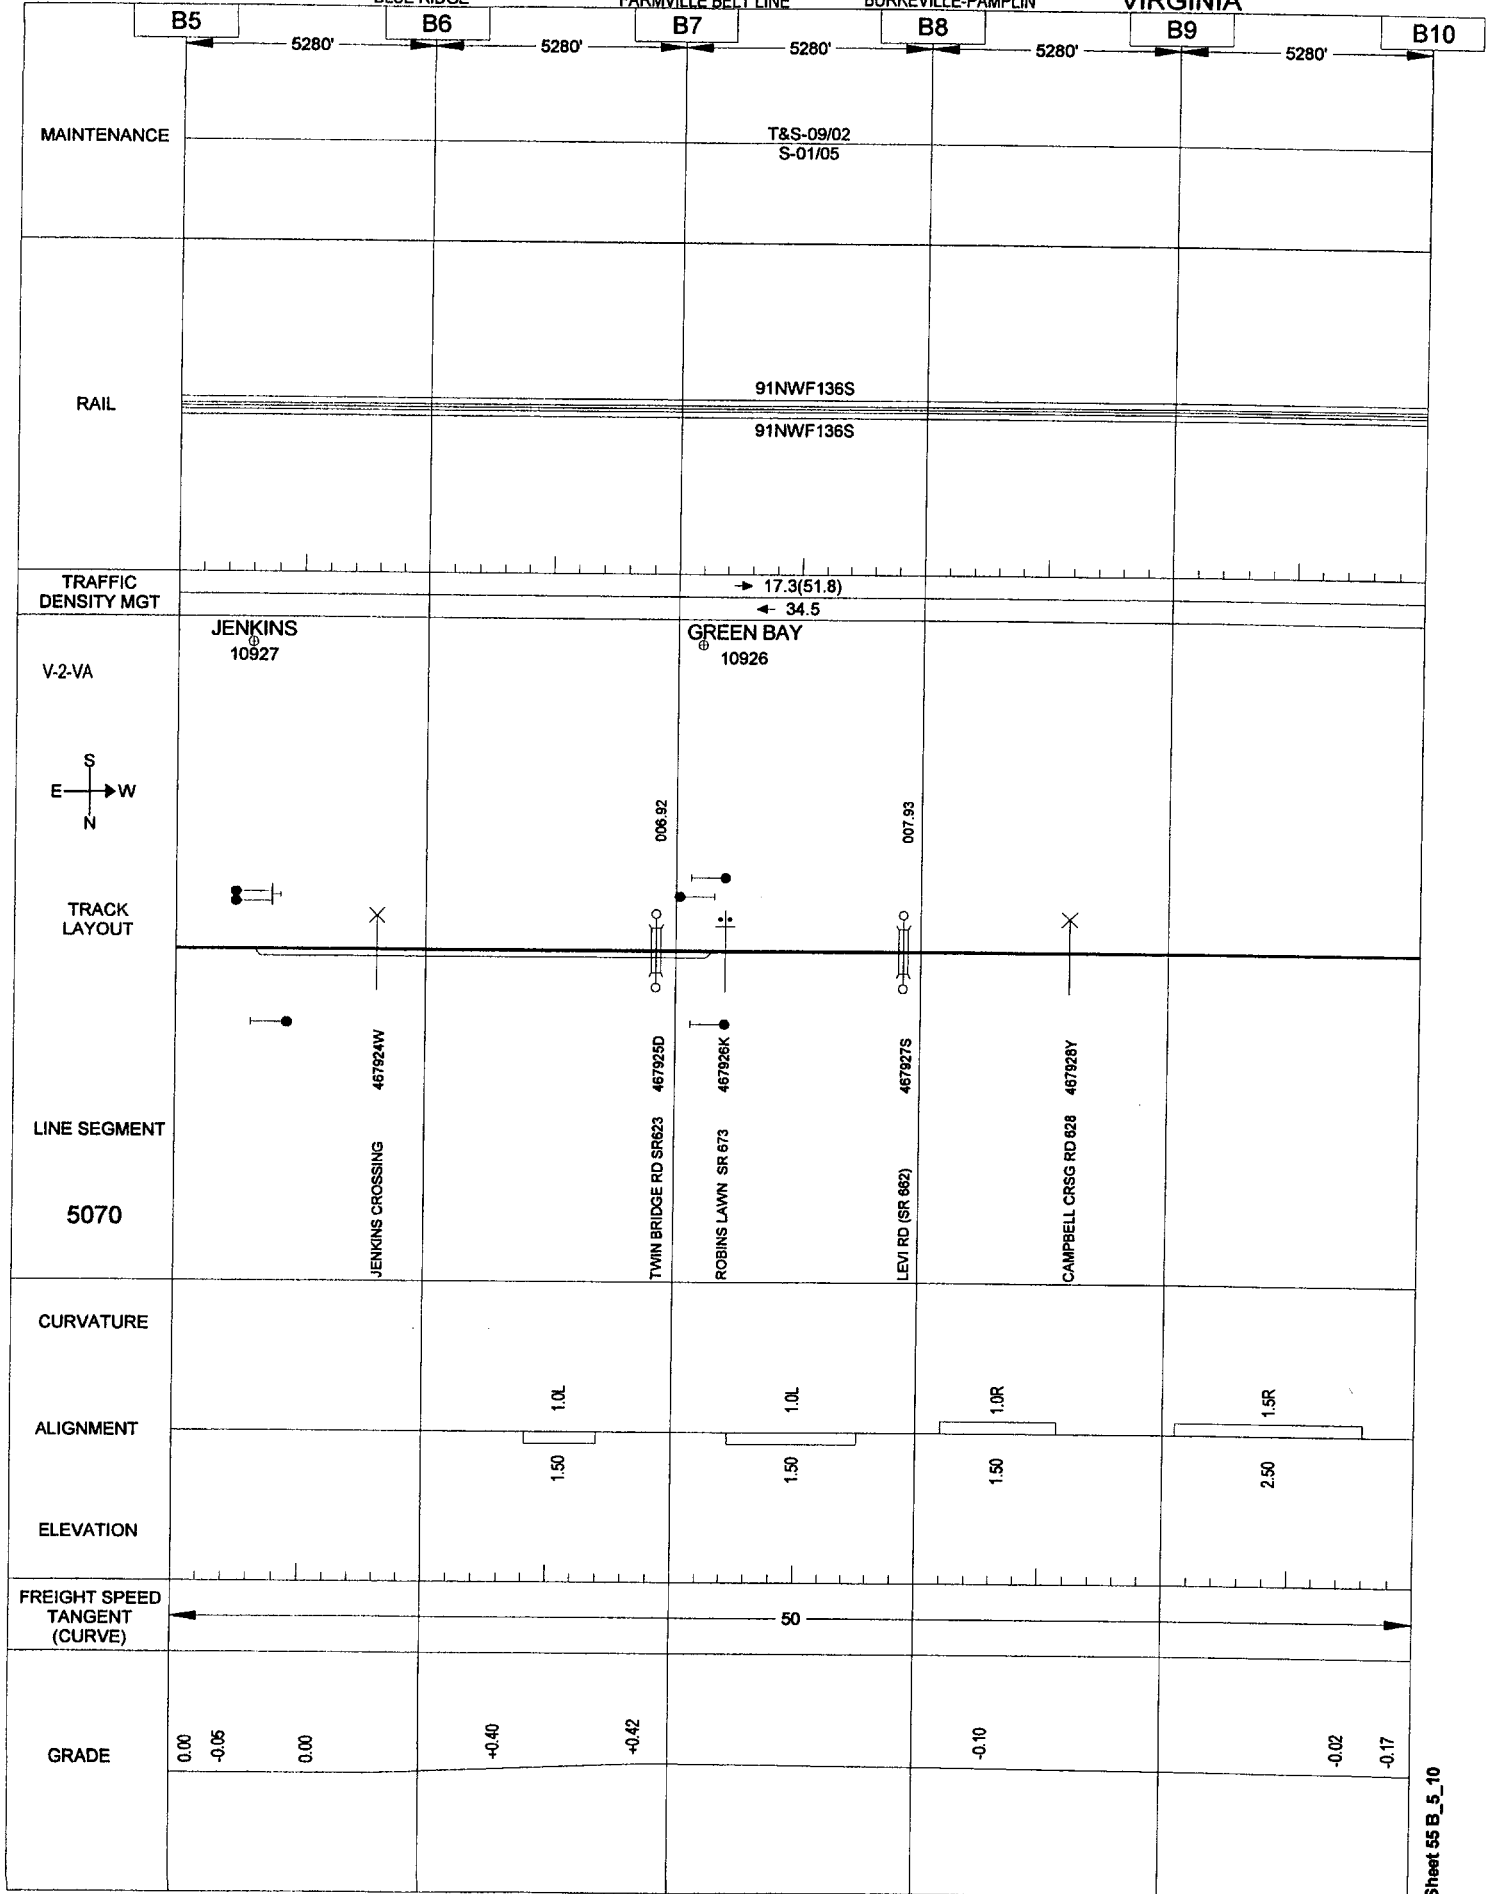 BLUE RIDGE FARMVILLE BELT LINE BURKEVILLE-PAMPLIN VIRGINIA
B5 B6 B7 B8 B9 B10
5280' 5280' 5280' 5280' 5280'
MAINTENANCE
T&S-09/02
S-01/05
RAIL
91NWF136S
91NWF136S
TRAFFIC
DENSITY MGT
17.3(51.8)
34.5
JENKINS
10927
GREEN BAY
10926
V-2-VA
S
E W
N
006.92
007.93
TRACK
LAYOUT
JENKINS CROSSING 467924W
TWIN BRIDGE RD SR623 467925D
ROBINS LAWN SR 673 467926K
LEVI RD (SR 662) 467927S
CAMPBELL CRSG RD 628 467928Y
LINE SEGMENT
5070
CURVATURE
1.0L 1.0L 1.0R 1.5R
ALIGNMENT
1.50 1.50 1.50 2.50
ELEVATION
FREIGHT SPEED
TANGENT
(CURVE)
50
GRADE
0.00 -0.05 0.00 +0.40 +0.42 -0.10 -0.02 -0.17
Sheet 55 B_5_10